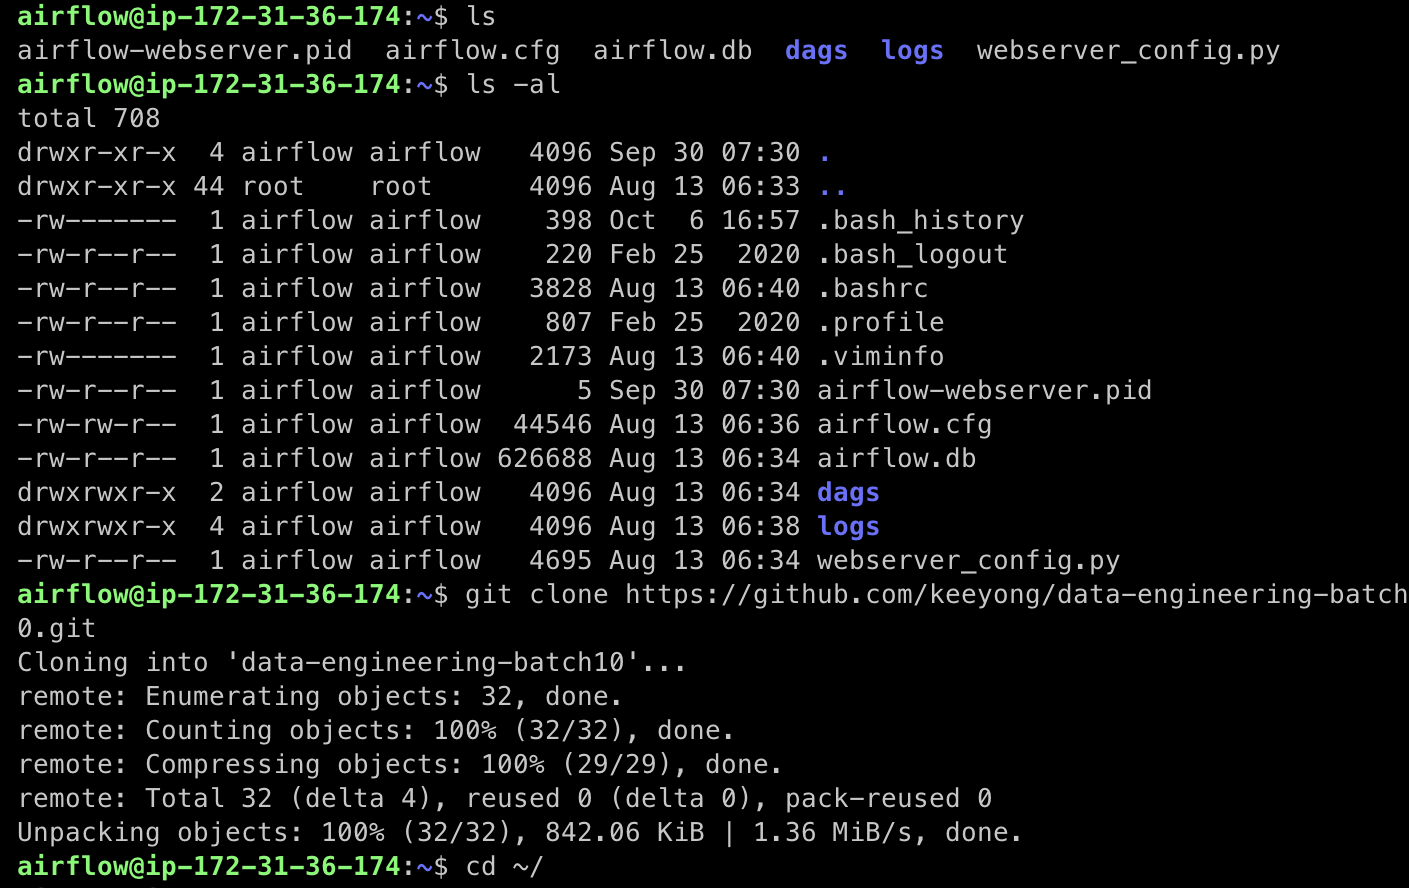 airflow@ip-172-31-36-174:~$ ls
airflow-webserver.pid  airflow.cfg  airflow.db  dags  logs  webserver_config.py
airflow@ip-172-31-36-174:~$ ls -al
total 708
drwxr-xr-x  4 airflow airflow   4096 Sep 30 07:30 .
drwxr-xr-x 44 root    root      4096 Aug 13 06:33 ..
-rw-------  1 airflow airflow    398 Oct  6 16:57 .bash_history
-rw-r--r--  1 airflow airflow    220 Feb 25  2020 .bash_logout
-rw-r--r--  1 airflow airflow   3828 Aug 13 06:40 .bashrc
-rw-r--r--  1 airflow airflow    807 Feb 25  2020 .profile
-rw-------  1 airflow airflow   2173 Aug 13 06:40 .viminfo
-rw-r--r--  1 airflow airflow      5 Sep 30 07:30 airflow-webserver.pid
-rw-rw-r--  1 airflow airflow  44546 Aug 13 06:36 airflow.cfg
-rw-r--r--  1 airflow airflow 626688 Aug 13 06:34 airflow.db
drwxrwxr-x  2 airflow airflow   4096 Aug 13 06:34 dags
drwxrwxr-x  4 airflow airflow   4096 Aug 13 06:38 logs
-rw-r--r--  1 airflow airflow   4695 Aug 13 06:34 webserver_config.py
airflow@ip-172-31-36-174:~$ git clone https://github.com/keeyong/data-engineering-batch
0.git
Cloning into 'data-engineering-batch10'...
remote: Enumerating objects: 32, done.
remote: Counting objects: 100% (32/32), done.
remote: Compressing objects: 100% (29/29), done.
remote: Total 32 (delta 4), reused 0 (delta 0), pack-reused 0
Unpacking objects: 100% (32/32), 842.06 KiB | 1.36 MiB/s, done.
airflow@ip-172-31-36-174:~$ cd ~/